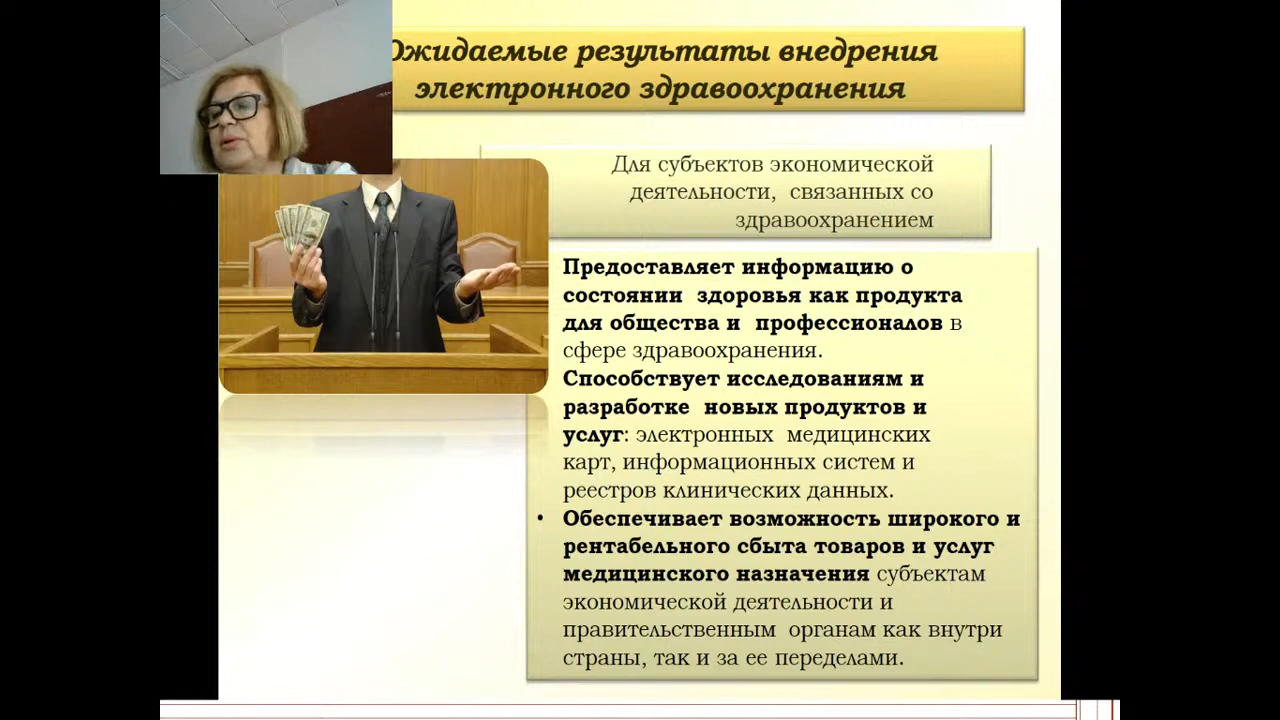 Ожидаемые результаты внедрения
электронного здравоохранения
Для субъектов экономической
деятельности, связанных со
здравоохранением
Предоставляет информацию о
состоянии здоровья как продукта
для общества и профессионалов в
сфере здравоохранения.
Способствует исследованиям и
разработке новых продуктов и
услуг: электронных медицинских
карт, информационных систем и
реестров клинических данных.
• Обеспечивает возможность широкого и
рентабельного сбыта товаров и услуг
медицинского назначения субъектам
экономической деятельности и
правительственным органам как внутри
страны, так и за ее переделами.